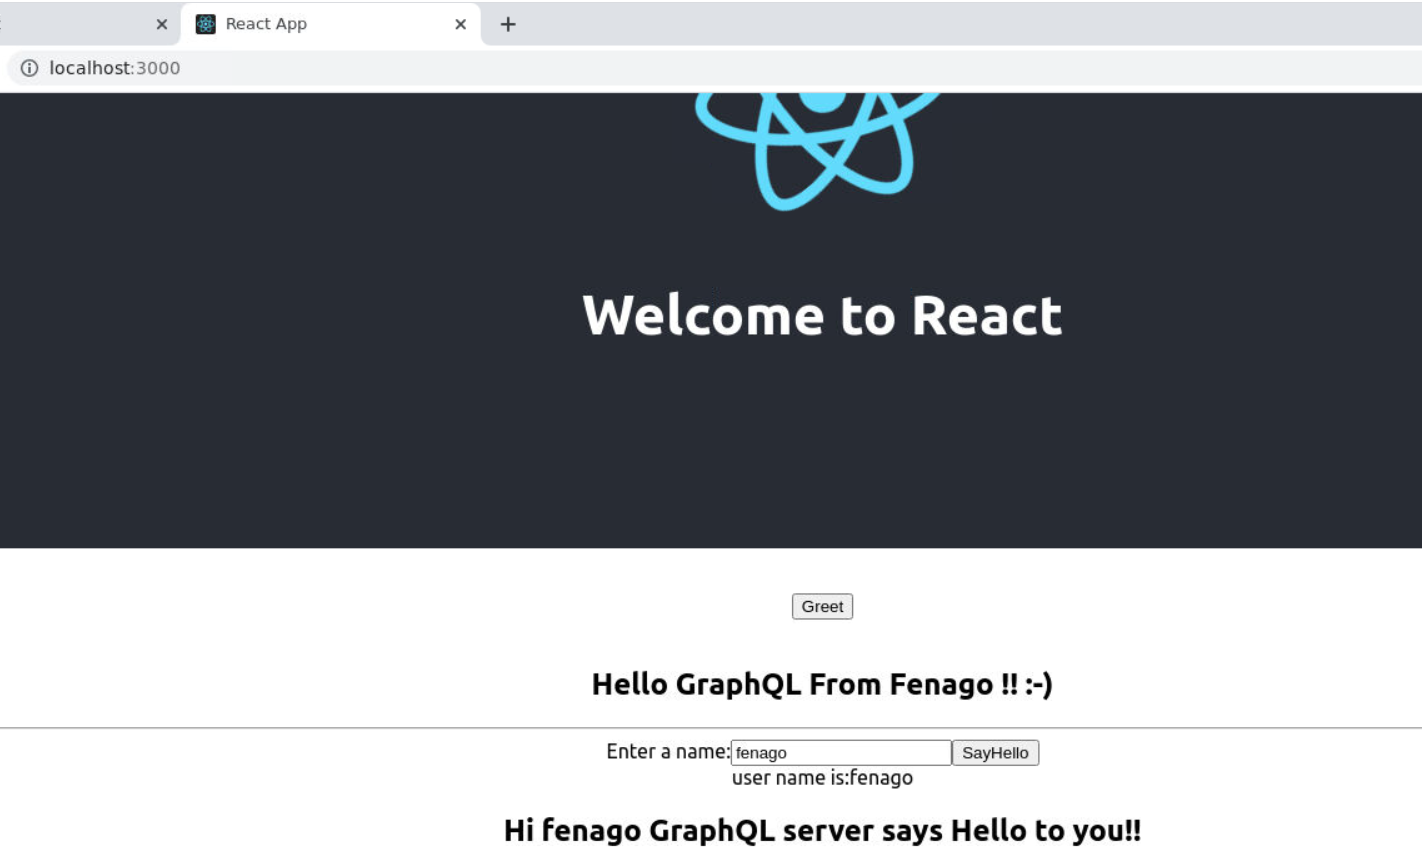 React App
localhost:3000
Welcome to React
Greet
Hello GraphQL From Fenago !! :-)
Enter a name:fenago SayHello
user name is:fenago
Hi fenago GraphQL server says Hello to you!!